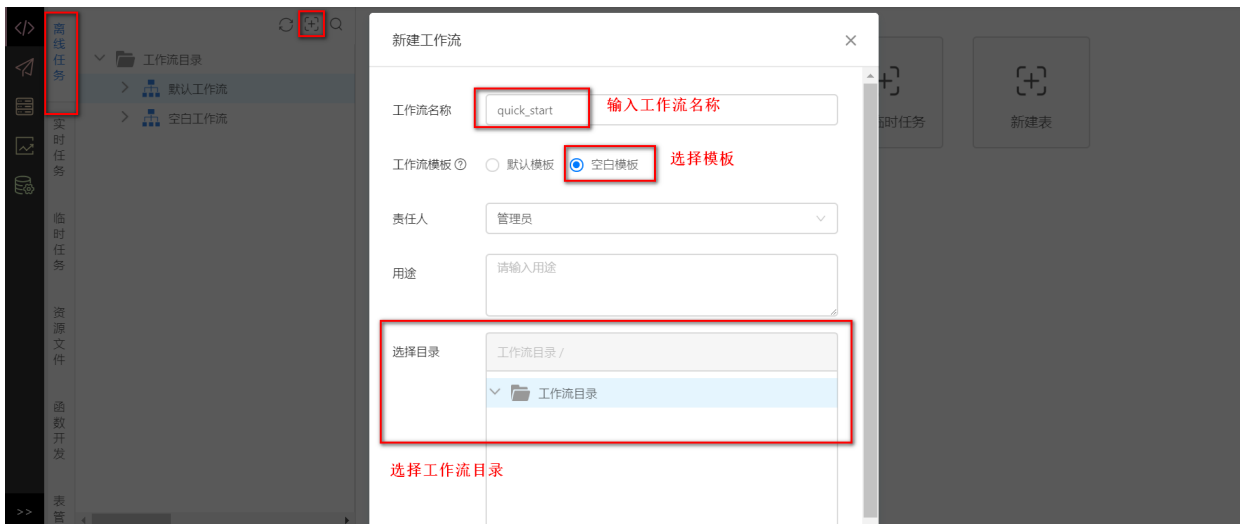 离线任务
实时任务
临时任务
资源文件
函数开发
表管
>>
工作流目录
默认工作流
空白工作流
新建工作流
工作流名称
quick_start
输入工作流名称
工作流模板
默认模板
空白模板
选择模板
责任人
管理员
用途
请输入用途
选择目录
工作流目录 /
工作流目录
选择工作流目录
时任务
新建表